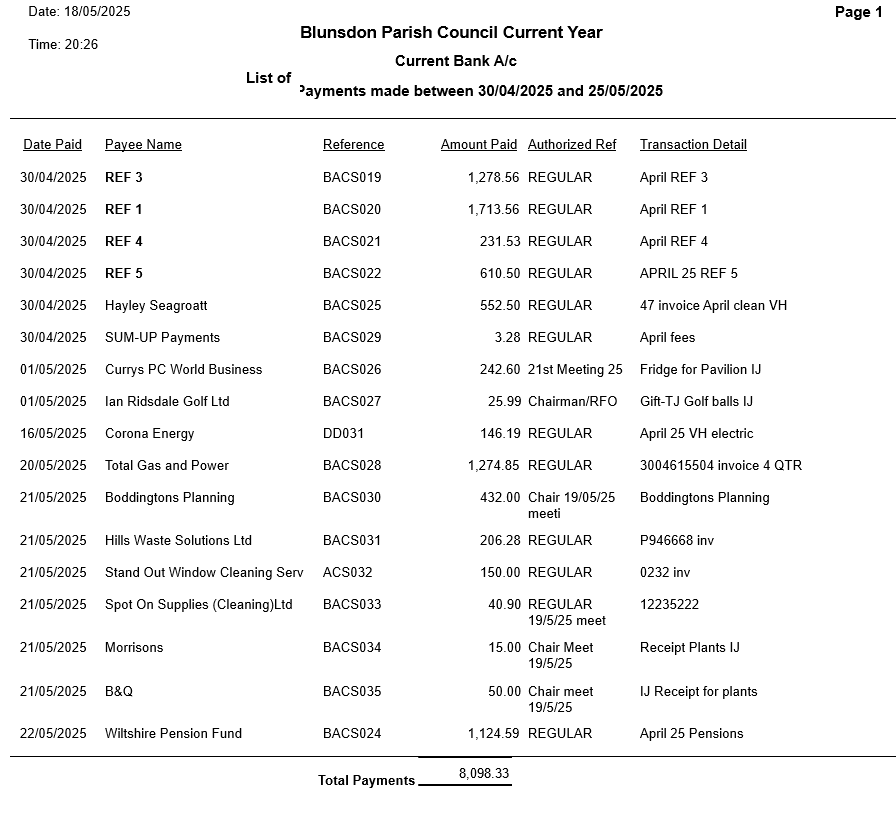 Date: 18/05/2025
Page 1
Time: 20:26
Blunsdon Parish Council Current Year
Current Bank A/c
List of Payments made between 30/04/2025 and 25/05/2025
Date Paid Payee Name Reference Amount Paid Authorized Ref Transaction Detail
30/04/2025 REF 3 BACS019 1,278.56 REGULAR April REF 3
30/04/2025 REF 1 BACS020 1,713.56 REGULAR April REF 1
30/04/2025 REF 4 BACS021 231.53 REGULAR April REF 4
30/04/2025 REF 5 BACS022 610.50 REGULAR APRIL 25 REF 5
30/04/2025 Hayley Seagroatt BACS025 552.50 REGULAR 47 invoice April clean VH
30/04/2025 SUM-UP Payments BACS029 3.28 REGULAR April fees
01/05/2025 Currys PC World Business BACS026 242.60 21st Meeting 25 Fridge for Pavilion IJ
01/05/2025 Ian Ridsdale Golf Ltd BACS027 25.99 Chairman/RFO Gift-TJ Golf balls IJ
16/05/2025 Corona Energy DD031 146.19 REGULAR April 25 VH electric
20/05/2025 Total Gas and Power BACS028 1,274.85 REGULAR 3004615504 invoice 4 QTR
21/05/2025 Boddingtons Planning BACS030 432.00 Chair 19/05/25 Boddingtons Planning
meeti
21/05/2025 Hills Waste Solutions Ltd BACS031 206.28 REGULAR P946668 inv
21/05/2025 Stand Out Window Cleaning Serv ACS032 150.00 REGULAR 0232 inv
21/05/2025 Spot On Supplies (Cleaning)Ltd BACS033 40.90 REGULAR 12235222
19/5/25 meet
21/05/2025 Morrisons BACS034 15.00 Chair Meet Receipt Plants IJ
19/5/25
21/05/2025 B&Q BACS035 50.00 Chair meet IJ Receipt for plants
19/5/25
22/05/2025 Wiltshire Pension Fund BACS024 1,124.59 REGULAR April 25 Pensions
Total Payments 8,098.33